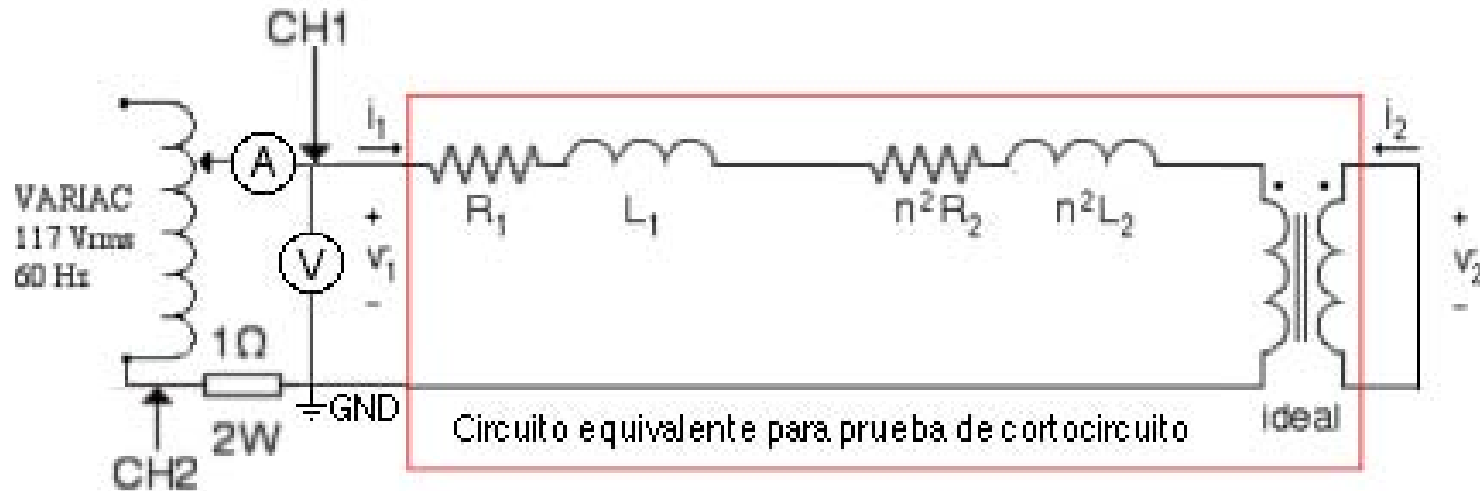 CH1
A
i₁
i₂
VARIAC
117 Vrms
60 Hz
R₁
L₁
n²R₂
n²L₂
+
v₁
-
V
+
v₂
-
1Ω
2W
GND
CH2
Circuito equivalente para prueba de cortocircuito
ideal